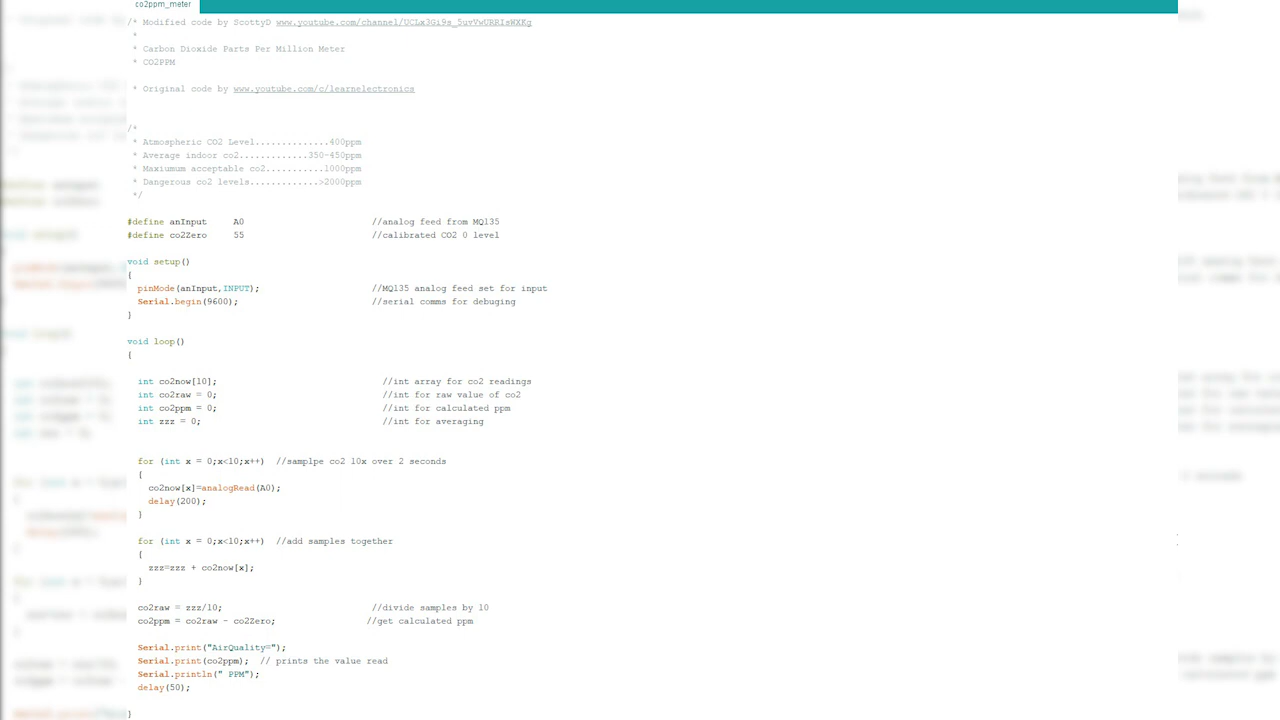 co2ppm_meter
/* Modified code by ScottyD www.youtube.com/channel/UCLx3Gi9s_5uvVwURRIsWXKg
*
* Carbon Dioxide Parts Per Million Meter
* CO2PPM
* Original code by www.youtube.com/c/learnelectronics
/*
* Atmospheric CO2 Level..............400ppm
* Average indoor co2.............350-450ppm
* Maxiumum acceptable co2...........1000ppm
* Dangerous co2 levels.............>2000ppm
*/
#define anInput     A0                        //analog feed from MQ135
#define co2Zero     55                        //calibrated CO2 0 level
void setup()
{
pinMode(anInput,INPUT);                     //MQ135 analog feed set for input
Serial.begin(9600);                         //serial comms for debuging
}
void loop()
{
int co2now[10];                               //int array for co2 readings
int co2raw = 0;                               //int for raw value of co2
int co2ppm = 0;                               //int for calculated ppm
int zzz = 0;                                  //int for averaging
for (int x = 0;x<10;x++)  //samplpe co2 10x over 2 seconds
{
co2now[x]=analogRead(A0);
delay(200);
}
for (int x = 0;x<10;x++)  //add samples together
{
zzz=zzz + co2now[x];
}
co2raw = zzz/10;                            //divide samples by 10
co2ppm = co2raw - co2Zero;                 //get calculated ppm
Serial.print("AirQuality=");
Serial.print(co2ppm);  // prints the value read
Serial.println(" PPM");
delay(50);
}